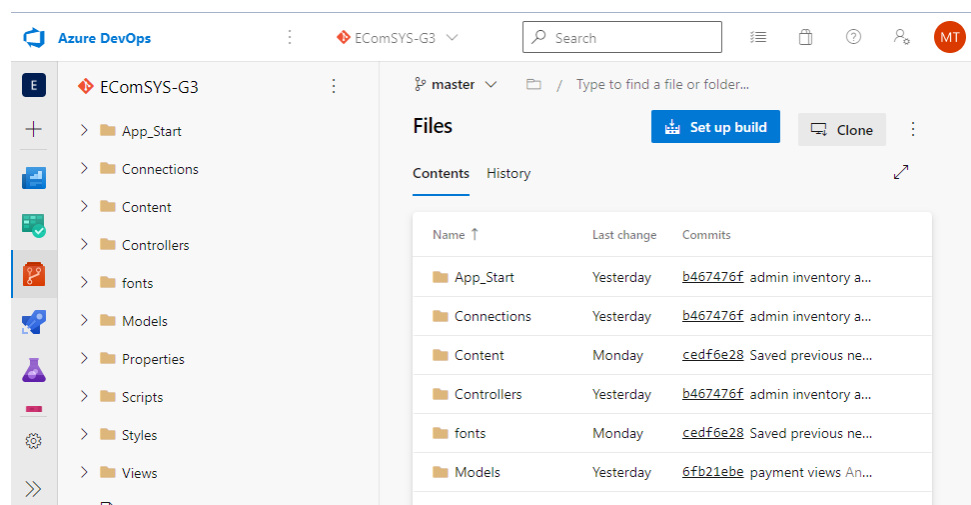 Azure DevOps
EComSYS-G3
Search
MT
E
EComSYS-G3
App_Start
Connections
Content
Controllers
fonts
Models
Properties
Scripts
Styles
Views
master / Type to find a file or folder...
Files
Set up build
Clone
Contents History
Name ↑ Last change Commits
App_Start Yesterday b467476f admin inventory a...
Connections Yesterday b467476f admin inventory a...
Content Monday cedf6e28 Saved previous ne...
Controllers Yesterday b467476f admin inventory a...
fonts Monday cedf6e28 Saved previous ne...
Models Yesterday 6fb21ebe payment views An...